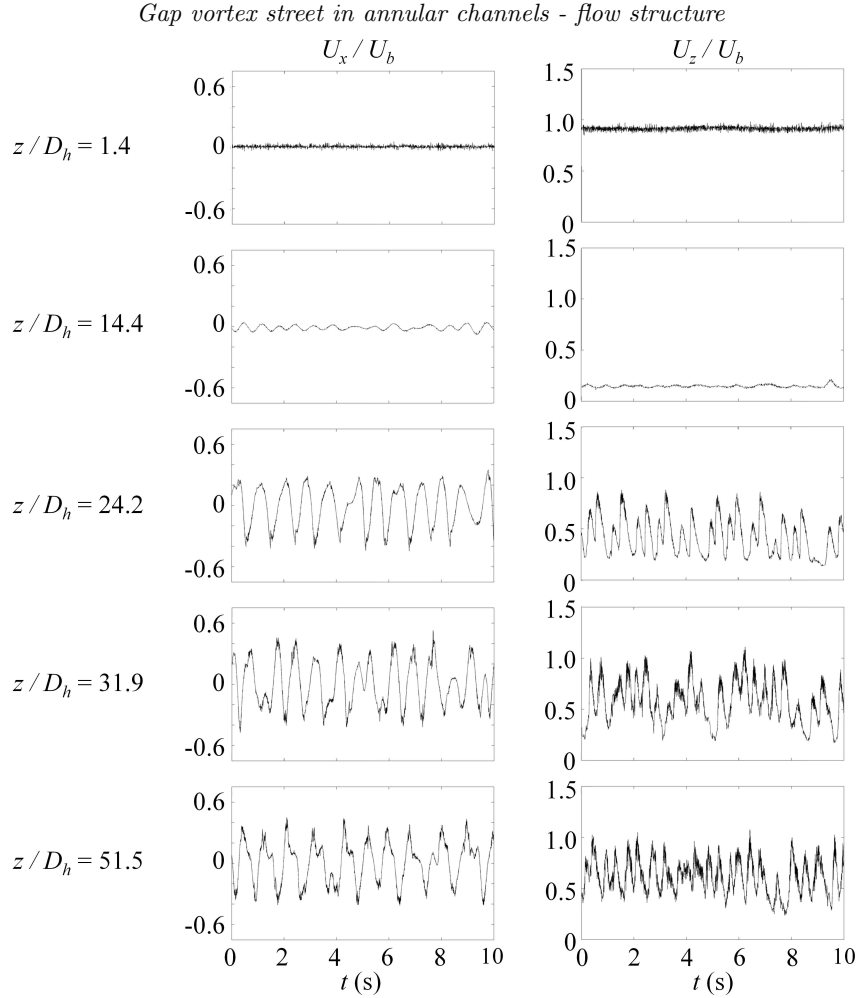 Gap vortex street in annular channels - flow structure
U_x / U_b
U_z / U_b
z / D_h = 1.4
0.6
0
-0.6
1.5
1.0
0.5
0
z / D_h = 14.4
0.6
0
-0.6
1.5
1.0
0.5
0
z / D_h = 24.2
0.6
0
-0.6
1.5
1.0
0.5
0
z / D_h = 31.9
0.6
0
-0.6
1.5
1.0
0.5
0
z / D_h = 51.5
0.6
0
-0.6
1.5
1.0
0.5
0
0 2 4 6 8 10
t (s)
0 2 4 6 8 10
t (s)